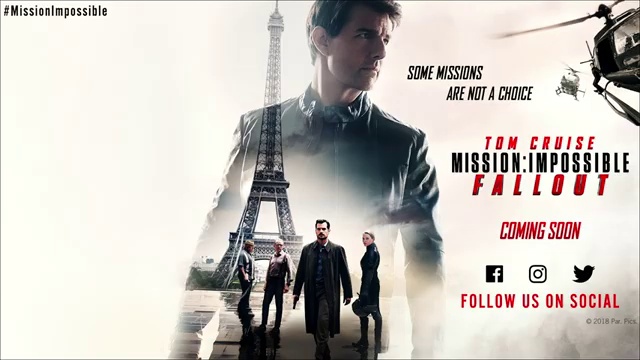 #MissionImpossible
SOME MISSIONS
ARE NOT A CHOICE
TOM CRUISE
MISSION:IMPOSSIBLE
FALLOUT
COMING SOON
FOLLOW US ON SOCIAL
© 2018 Par. Pics.